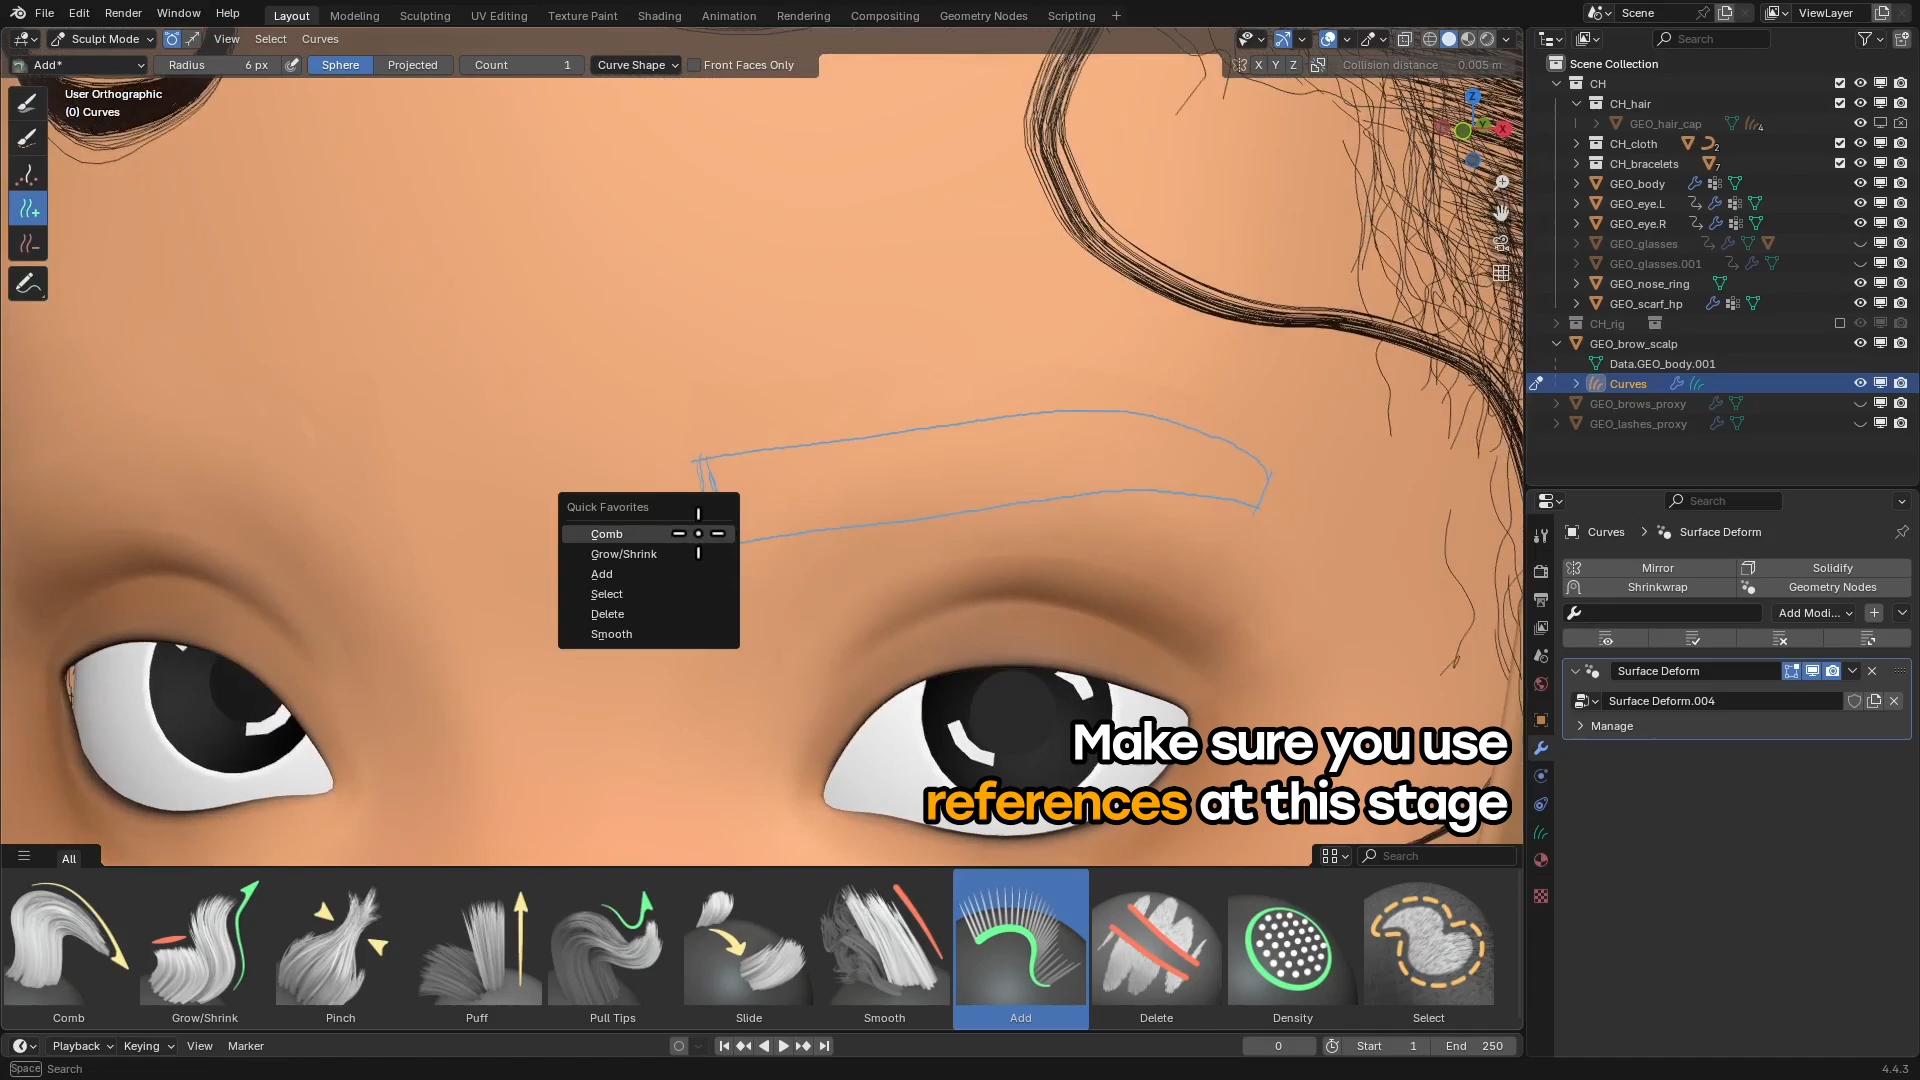 File Edit Render Window Help Layout Modeling Sculpting UV Editing Texture Paint Shading Animation Rendering Compositing Geometry Nodes Scripting + Scene ViewLayer
Sculpt Mode View Select Curves Search
Add* Radius 6 px Sphere Projected Count 1 Curve Shape Front Faces Only X Y Z Collision distance 0.005 m
User Orthographic
(0) Curves
Z
Y
X
Scene Collection
CH
CH_hair
GEO_hair_cap 4
CH_cloth 2
CH_bracelets 7
GEO_body
GEO_eye.L
GEO_eye.R
GEO_glasses
GEO_glasses.001
GEO_nose_ring
GEO_scarf_hp
CH_rig
GEO_brow_scalp
Data.GEO_body.001
Curves
GEO_brows_proxy
GEO_lashes_proxy
Search
Curves > Surface Deform
Mirror Solidify
Shrinkwrap Geometry Nodes
Add Modi...
Surface Deform
Surface Deform.004
Manage
Quick Favorites
Comb
Grow/Shrink
Add
Select
Delete
Smooth
Make sure you use
references at this stage
All Search
Comb Grow/Shrink Pinch Puff Pull Tips Slide Smooth Add Delete Density Select
Playback Keying View Marker 0 Start 1 End 250
Space Search 4.4.3